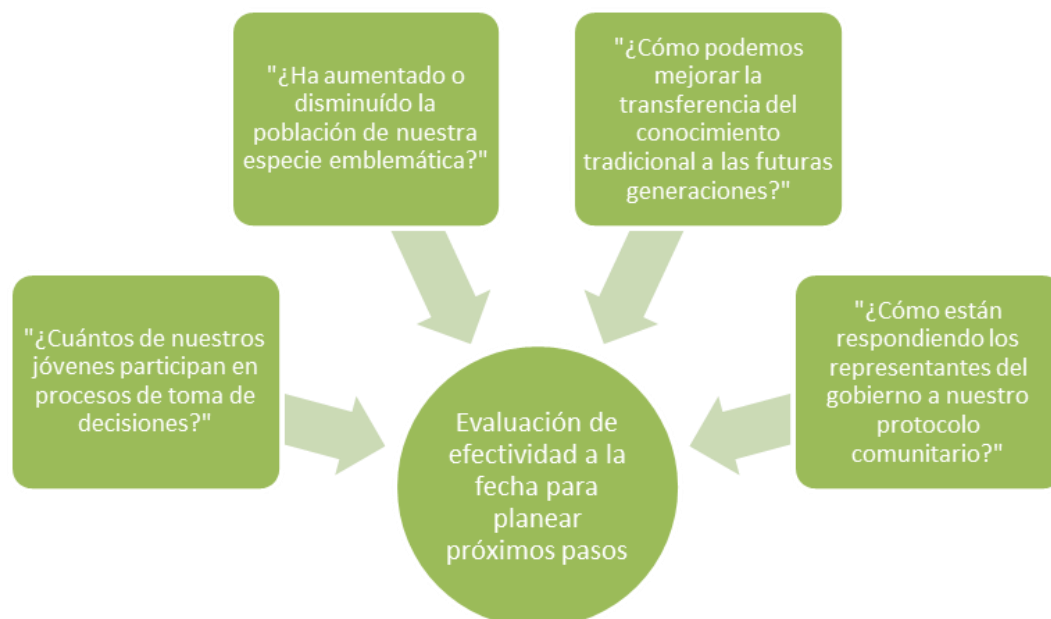 "¿Ha aumentado o
disminuído la
población de nuestra
especie emblemática?"
"¿Cómo podemos
mejorar la
transferencia del
conocimiento
tradicional a las futuras
generaciones?"
"¿Cuántos de nuestros
jóvenes participan en
procesos de toma de
decisiones?"
"¿Cómo están
respondiendo los
representantes del
gobierno a nuestro
protocolo
comunitario?"
Evaluación de
efectividad a la
fecha para
planear
próximos pasos